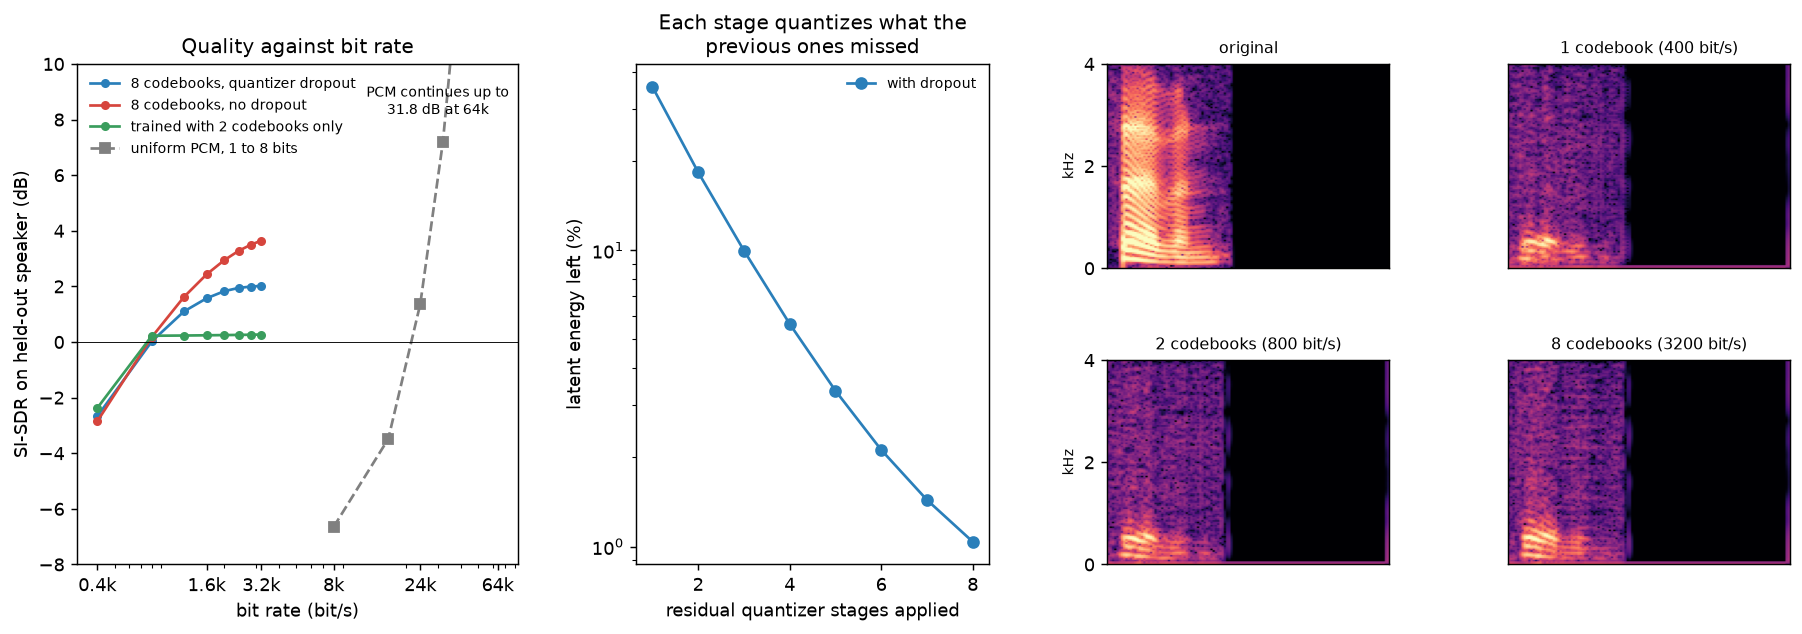 Quality against bit rate
10
8
6
4
2
0
−2
−4
−6
−8
SI-SDR on held-out speaker (dB)
8 codebooks, quantizer dropout
8 codebooks, no dropout
trained with 2 codebooks only
uniform PCM, 1 to 8 bits
PCM continues up to
31.8 dB at 64k
0.4k 1.6k 3.2k 8k 24k 64k
bit rate (bit/s)
Each stage quantizes what the
previous ones missed
with dropout
10¹
10⁰
latent energy left (%)
2 4 6 8
residual quantizer stages applied
original
4
2
0
kHz
1 codebook (400 bit/s)
2 codebooks (800 bit/s)
4
2
0
kHz
8 codebooks (3200 bit/s)